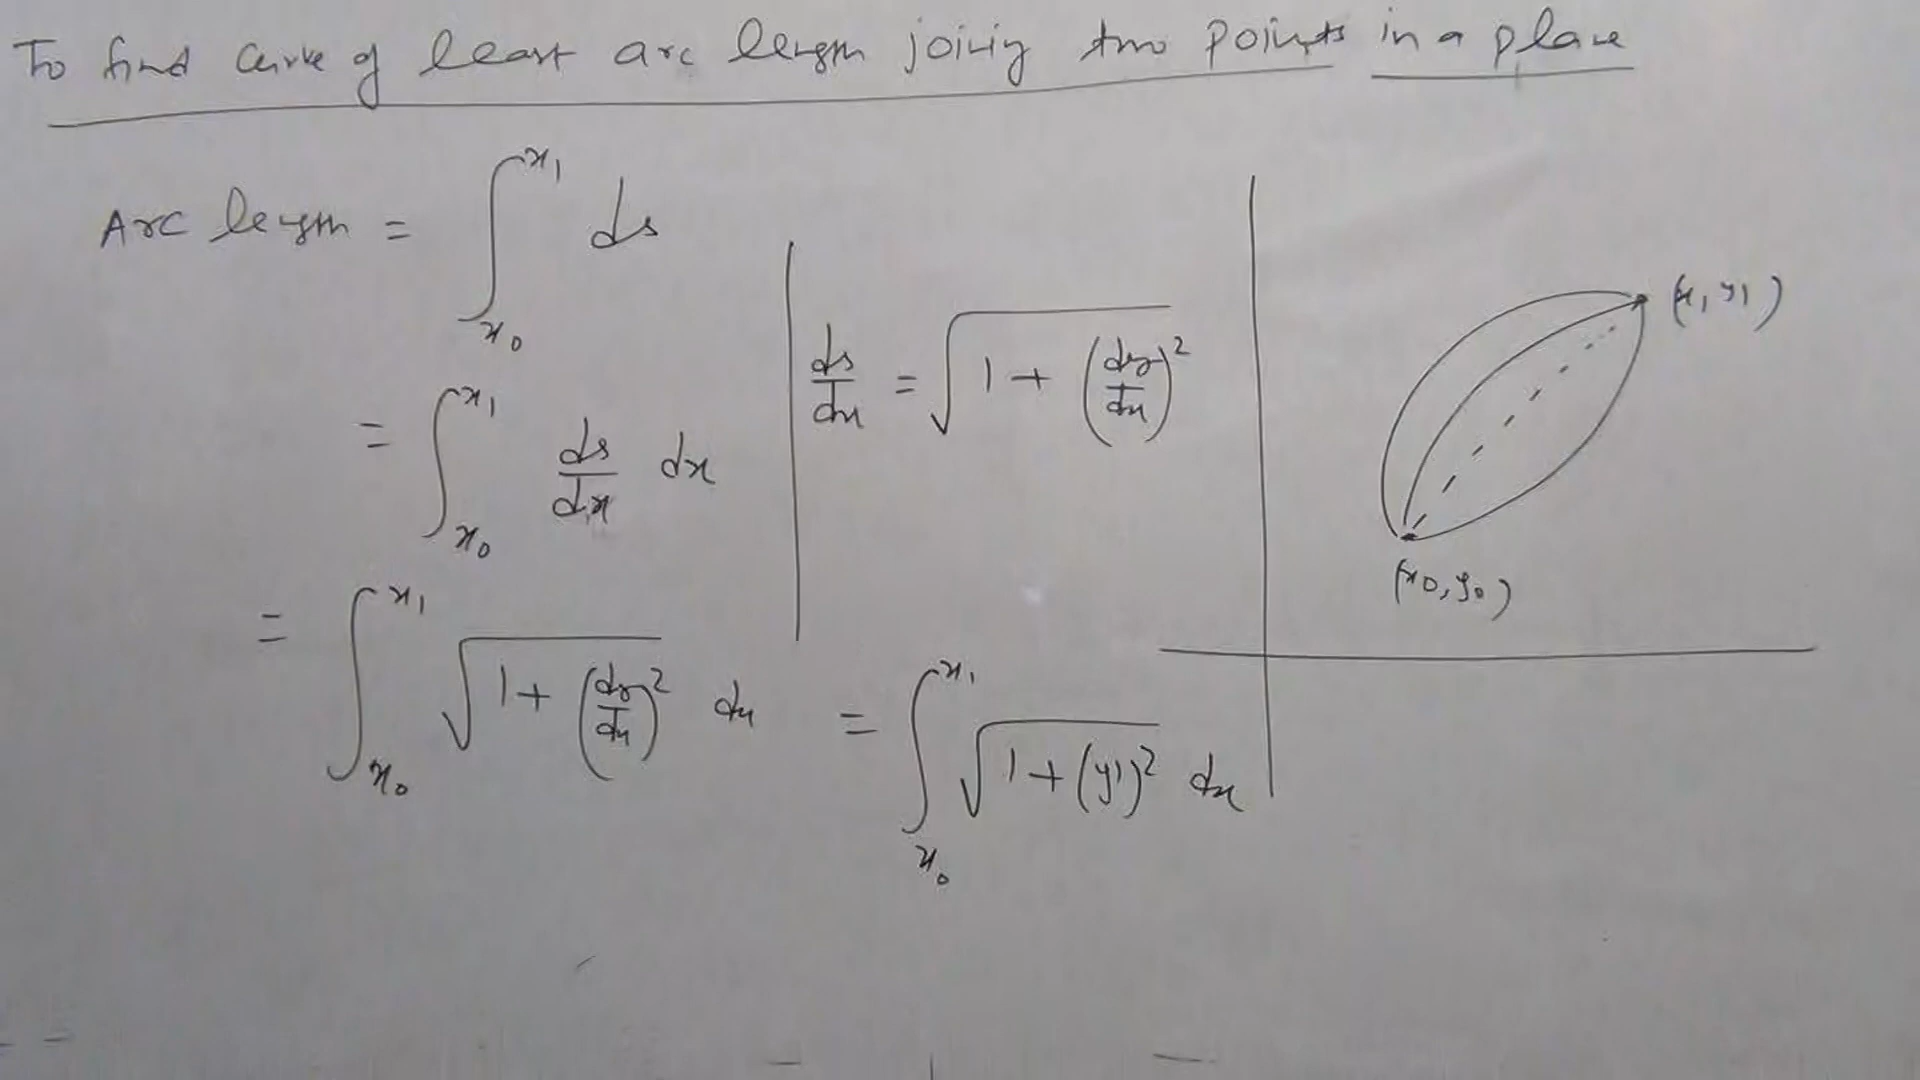 To find curve of least arc length joining two points in a plane
Arc length = ∫_{x₀}^{x₁} ds
= ∫_{x₀}^{x₁} ds/dx dx
ds/dx = √(1 + (dy/dx)²)
(x₁, y₁)
(x₀, y₀)
= ∫_{x₀}^{x₁} √(1 + (dy/dx)²) dx = ∫_{x₀}^{x₁} √(1 + (y')²) dx